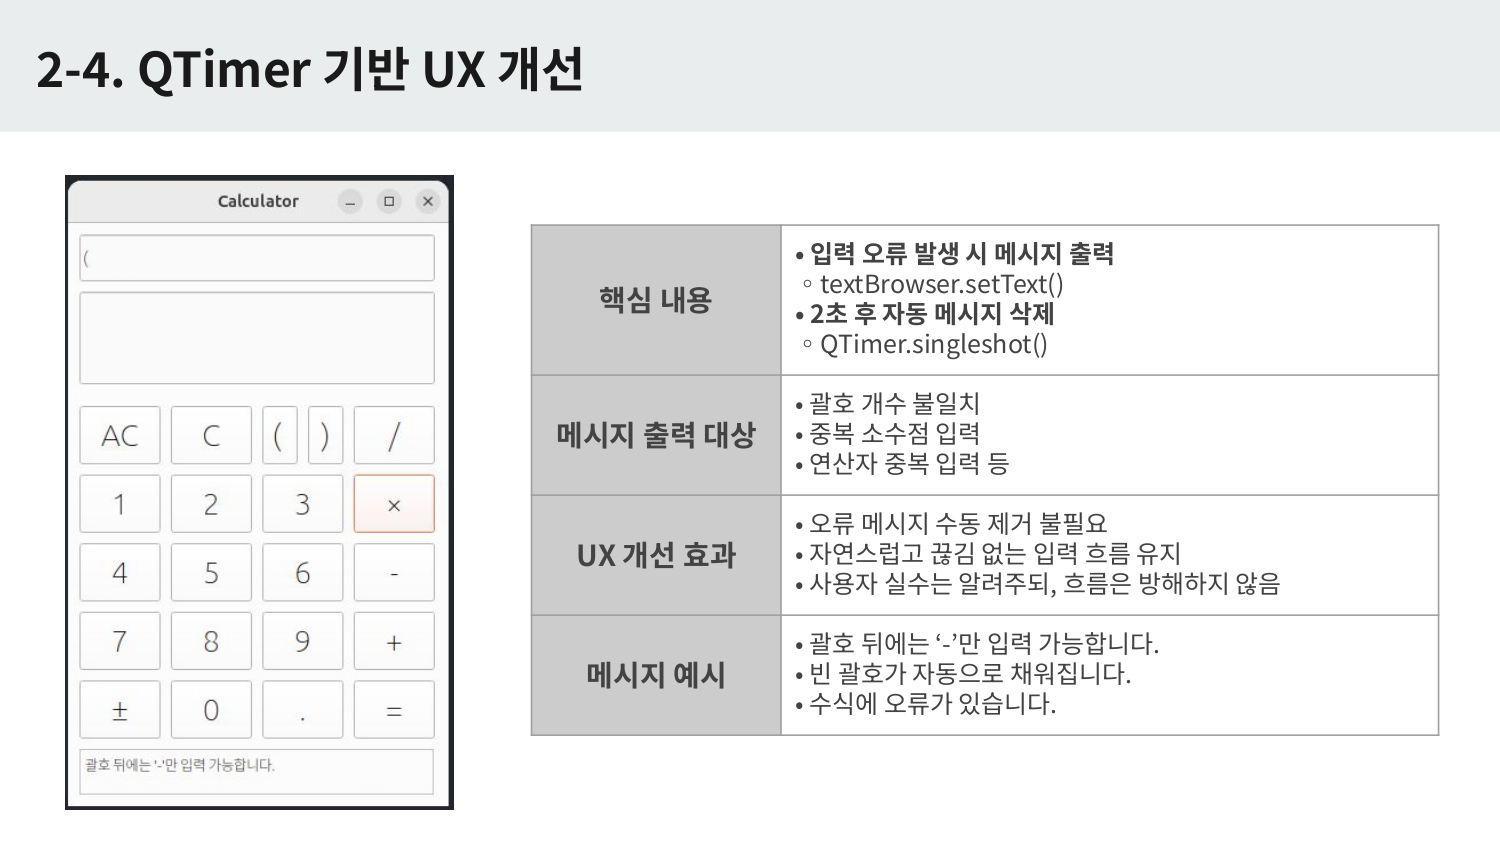 2-4. QTimer 기반 UX 개선
Calculator
(
AC C ( ) /
1 2 3 ×
4 5 6 -
7 8 9 +
± 0 . =
괄호 뒤에는 '-'만 입력 가능합니다.
핵심 내용
• 입력 오류 발생 시 메시지 출력
◦ textBrowser.setText()
• 2초 후 자동 메시지 삭제
◦ QTimer.singleshot()
메시지 출력 대상
• 괄호 개수 불일치
• 중복 소수점 입력
• 연산자 중복 입력 등
UX 개선 효과
• 오류 메시지 수동 제거 불필요
• 자연스럽고 끊김 없는 입력 흐름 유지
• 사용자 실수는 알려주되, 흐름은 방해하지 않음
메시지 예시
• 괄호 뒤에는 ‘-’만 입력 가능합니다.
• 빈 괄호가 자동으로 채워집니다.
• 수식에 오류가 있습니다.